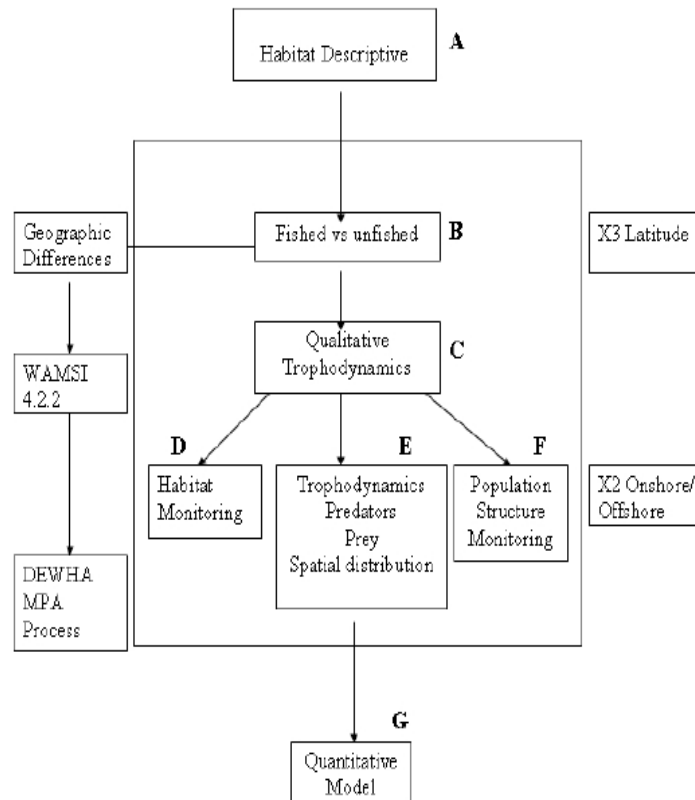 Habitat Descriptive
A
Geographic
Differences
Fished vs unfished
B
X3 Latitude
Qualitative
Trophodynamics
C
WAMSI
4.2.2
D
E
F
Habitat
Monitoring
Trophodynamics
Predators
Prey
Spatial distribution
Population
Structure
Monitoring
X2 Onshore/
Offshore
DEWHA
MPA
Process
G
Quantitative
Model